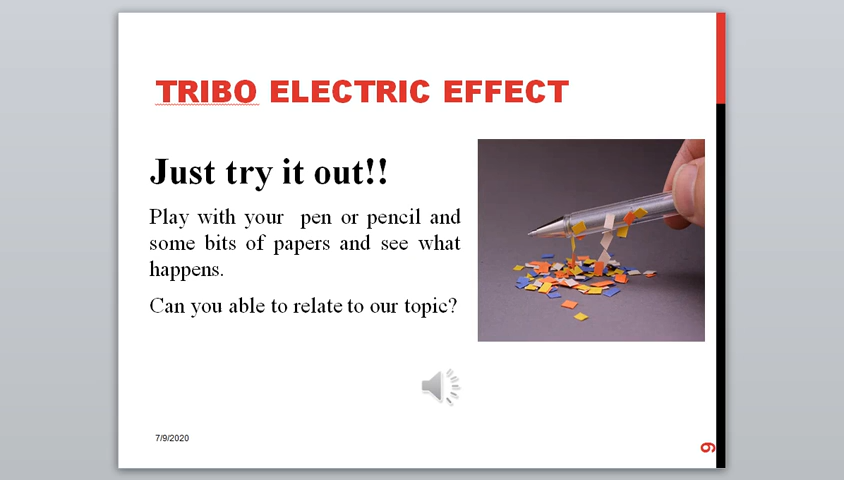 TRIBO ELECTRIC EFFECT
Just try it out!!
Play with your pen or pencil and
some bits of papers and see what
happens.
Can you able to relate to our topic?
7/9/2020
9